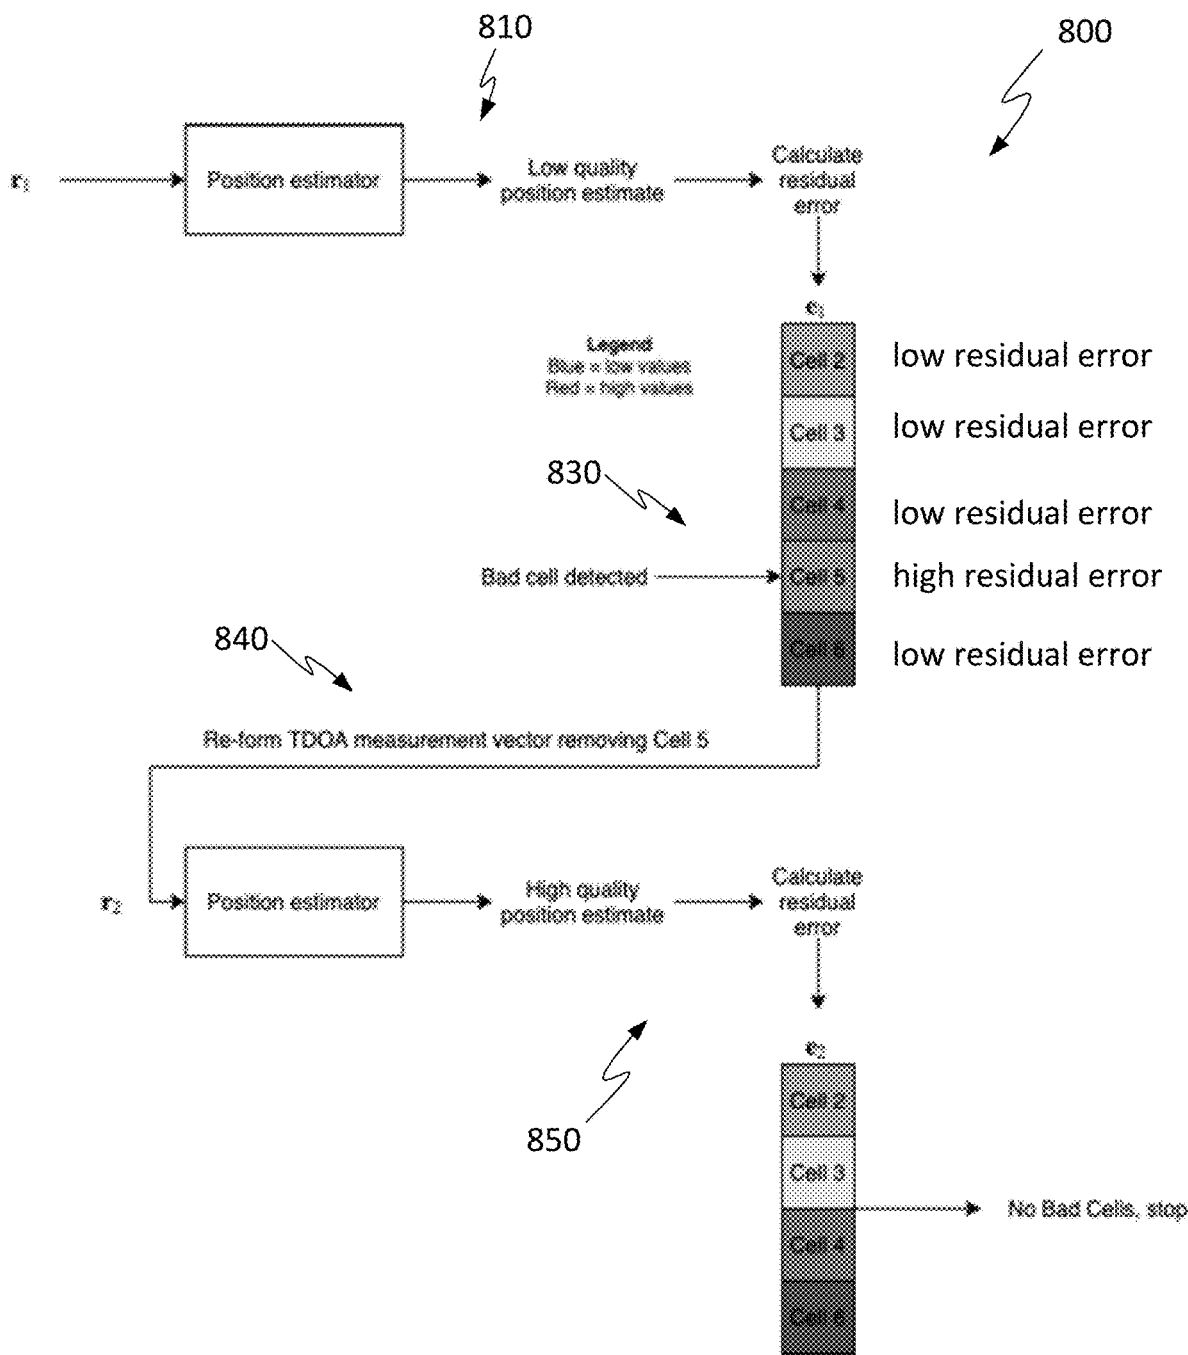 810
800
r₁
Position estimator
Low quality
position estimate
Calculate
residual
error
e₁
Legend
Blue = low values
Red = high values
Cell 2
low residual error
Cell 3
low residual error
830
Cell 4
low residual error
Bad cell detected
Cell 5
high residual error
840
Cell 6
low residual error
Re-form TDOA measurement vector removing Cell 5
r₂
Position estimator
High quality
position estimate
Calculate
residual
error
850
e₂
Cell 2
Cell 3
No Bad Cells, stop
Cell 4
Cell 6